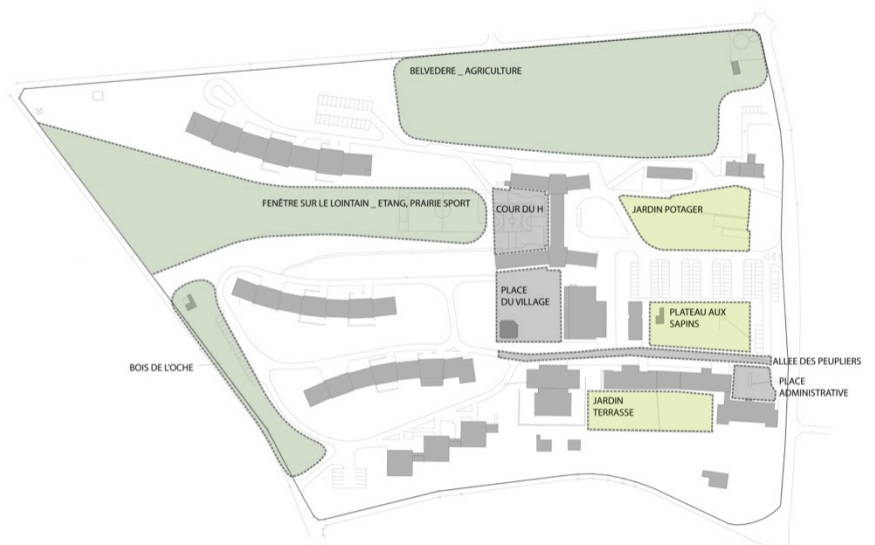 BELVEDERE _ AGRICULTURE
FENÊTRE SUR LE LOINTAIN _ ETANG, PRAIRIE SPORT
COUR DU H
JARDIN POTAGER
PLACE
DU VILLAGE
PLATEAU AUX
SAPINS
BOIS DE L'OCHE
ALLEE DES PEUPLIERS
PLACE
ADMINISTRATIVE
JARDIN
TERRASSE